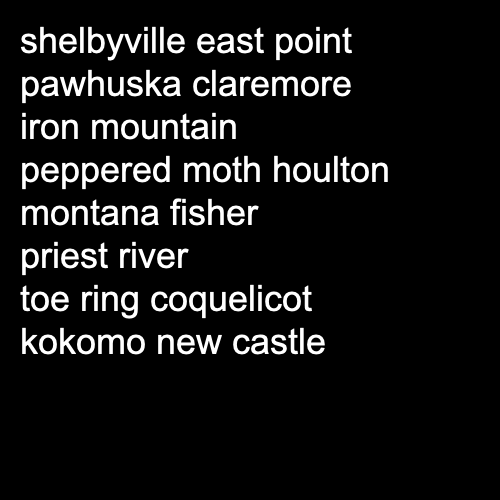 shelbyville east point
pawhuska claremore
iron mountain
peppered moth houlton
montana fisher
priest river
toe ring coquelicot
kokomo new castle